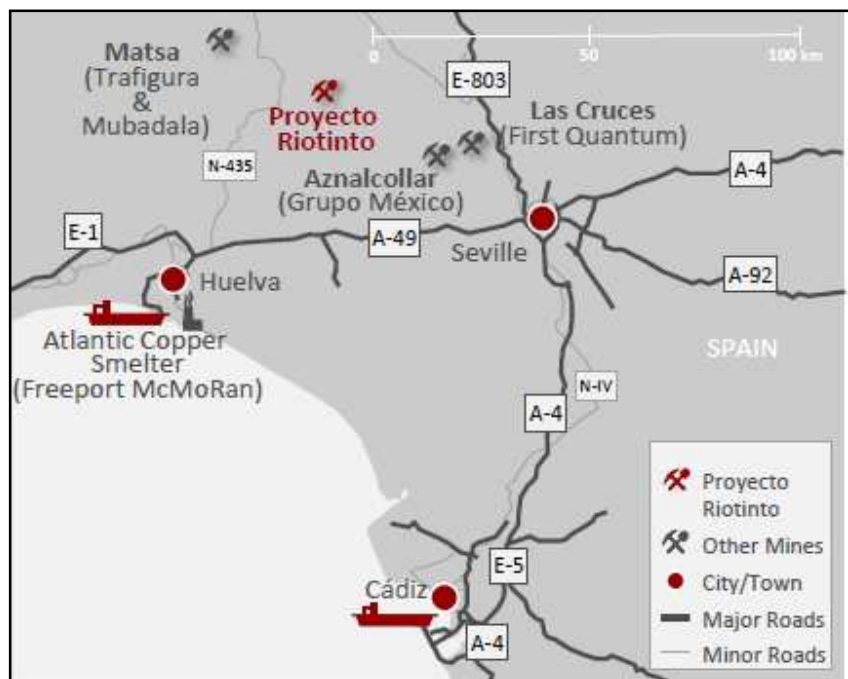 0
50
100 km
Matsa
(Trafigura
&
Mubadala)
Proyecto
Riotinto
E-803
Las Cruces
(First Quantum)
N-435
Aznalcollar
(Grupo México)
A-4
E-1
A-49
Seville
A-92
Huelva
Atlantic Copper
Smelter
(Freeport McMoRan)
SPAIN
N-IV
A-4
E-5
Cádiz
A-4
Proyecto
Riotinto
Other Mines
City/Town
Major Roads
Minor Roads